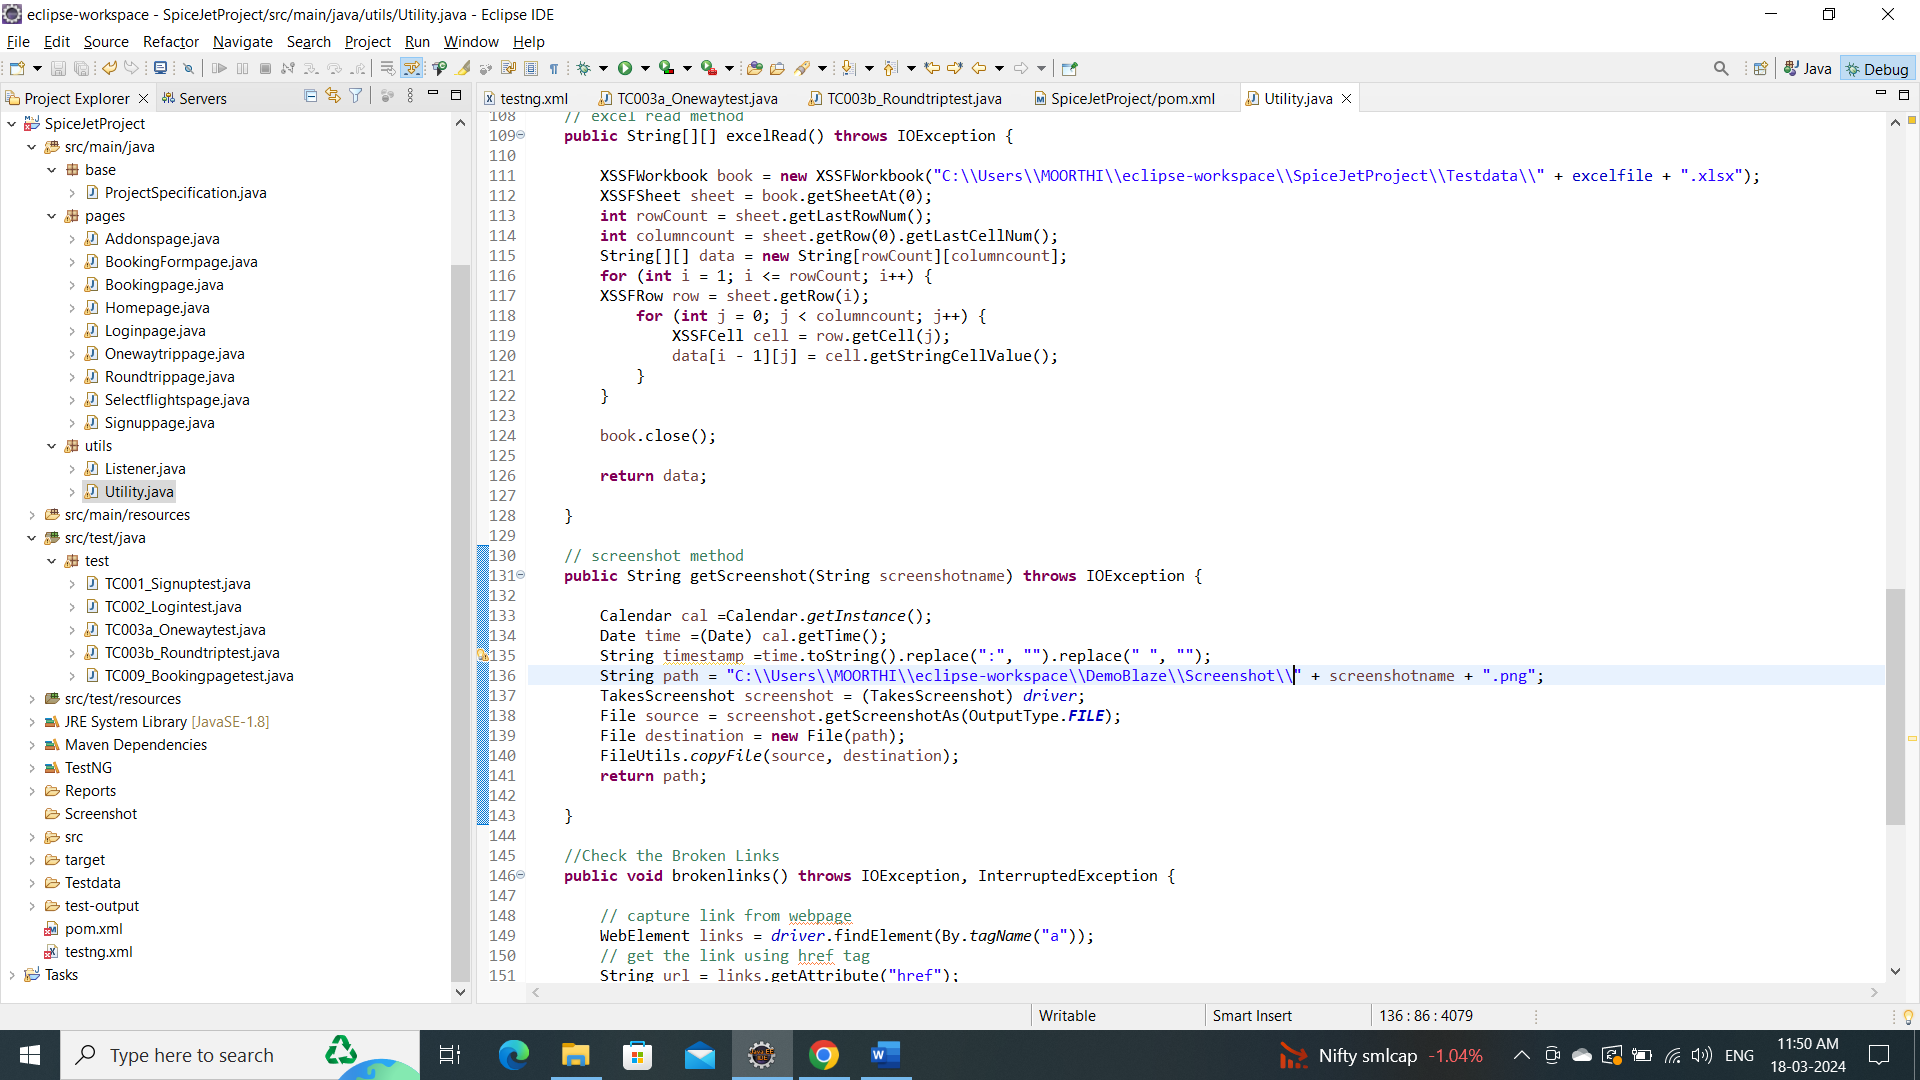 eclipse-workspace - SpiceJetProject/src/main/java/utils/Utility.java - Eclipse IDE
File Edit Source Refactor Navigate Search Project Run Window Help
Java
Debug
Project Explorer
Servers
SpiceJetProject
src/main/java
base
ProjectSpecification.java
pages
Addonspage.java
BookingFormpage.java
Bookingpage.java
Homepage.java
Loginpage.java
Onewaytrippage.java
Roundtrippage.java
Selectflightspage.java
Signuppage.java
utils
Listener.java
Utility.java
src/main/resources
src/test/java
test
TC001_Signuptest.java
TC002_Logintest.java
TC003a_Onewaytest.java
TC003b_Roundtriptest.java
TC009_Bookingpagetest.java
src/test/resources
JRE System Library [JavaSE-1.8]
Maven Dependencies
TestNG
Reports
Screenshot
src
target
Testdata
test-output
pom.xml
testng.xml
Tasks
testng.xml TC003a_Onewaytest.java TC003b_Roundtriptest.java SpiceJetProject/pom.xml Utility.java
108 // excel read method
109 public String[][] excelRead() throws IOException {
110
111 XSSFWorkbook book = new XSSFWorkbook("C:\\Users\\MOORTHI\\eclipse-workspace\\SpiceJetProject\\Testdata\\" + excelfile + ".xlsx");
112 XSSFSheet sheet = book.getSheetAt(0);
113 int rowCount = sheet.getLastRowNum();
114 int columncount = sheet.getRow(0).getLastCellNum();
115 String[][] data = new String[rowCount][columncount];
116 for (int i = 1; i <= rowCount; i++) {
117 XSSFRow row = sheet.getRow(i);
118 for (int j = 0; j < columncount; j++) {
119 XSSFCell cell = row.getCell(j);
120 data[i - 1][j] = cell.getStringCellValue();
121 }
122 }
123
124 book.close();
125
126 return data;
127
128 }
129
130 // screenshot method
131 public String getScreenshot(String screenshotname) throws IOException {
132
133 Calendar cal =Calendar.getInstance();
134 Date time =(Date) cal.getTime();
135 String timestamp =time.toString().replace(":", "").replace(" ", "");
136 String path = "C:\\Users\\MOORTHI\\eclipse-workspace\\DemoBlaze\\Screenshot\\" + screenshotname + ".png";
137 TakesScreenshot screenshot = (TakesScreenshot) driver;
138 File source = screenshot.getScreenshotAs(OutputType.FILE);
139 File destination = new File(path);
140 FileUtils.copyFile(source, destination);
141 return path;
142
143 }
144
145 //Check the Broken Links
146 public void brokenlinks() throws IOException, InterruptedException {
147
148 // capture link from webpage
149 WebElement links = driver.findElement(By.tagName("a"));
150 // get the link using href tag
151 String url = links.getAttribute("href");
Writable Smart Insert 136 : 86 : 4079
Type here to search
Nifty smlcap -1.04%
ENG
11:50 AM
18-03-2024